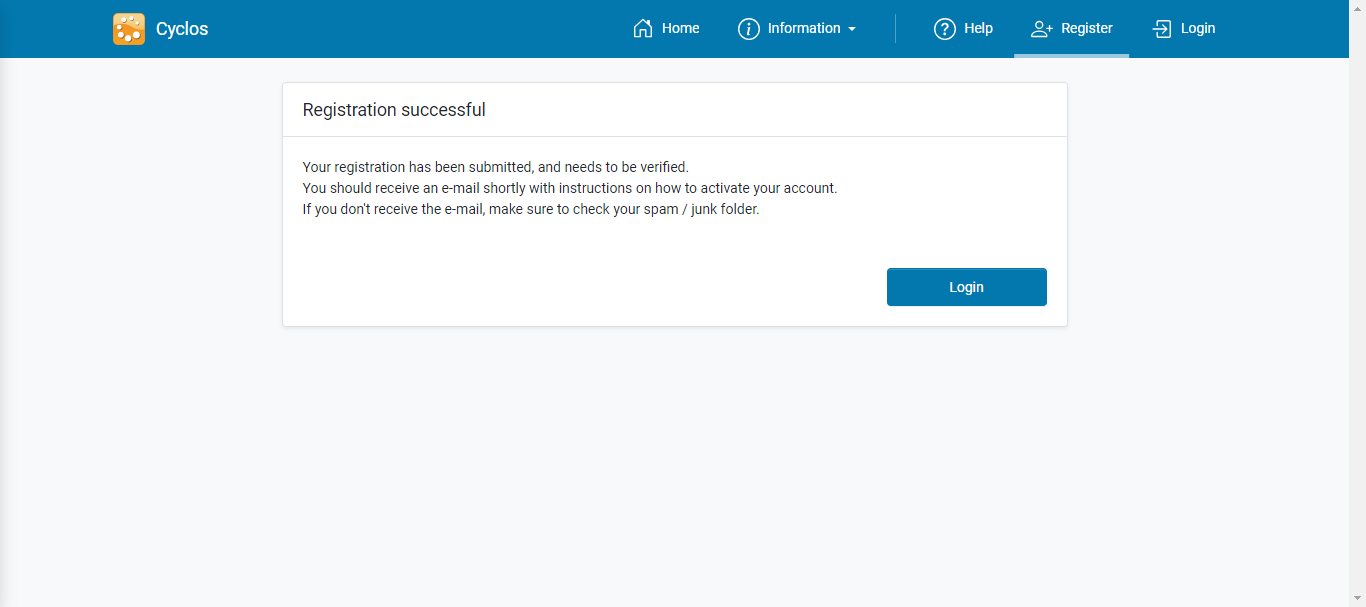 Cyclos
Home
Information
Help
Register
Login
Registration successful
Your registration has been submitted, and needs to be verified.
You should receive an e-mail shortly with instructions on how to activate your account.
If you don't receive the e-mail, make sure to check your spam / junk folder.
Login